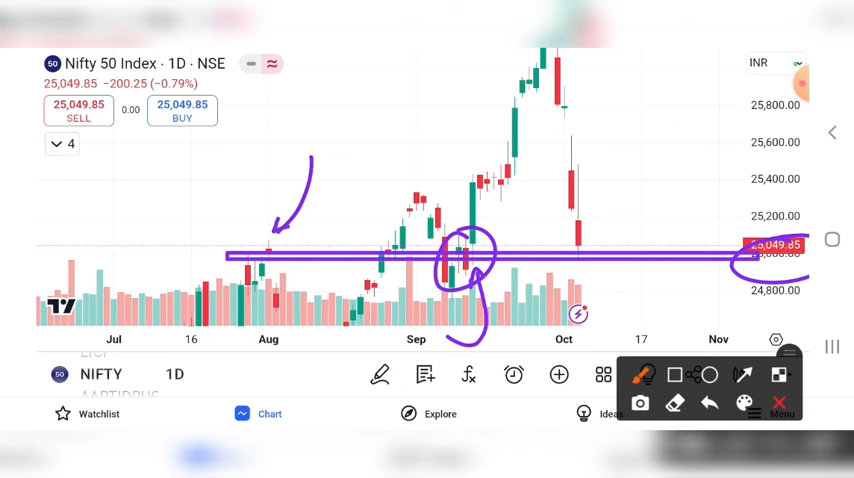 50 Nifty 50 Index · 1D · NSE
INR
25,049.85 −200.25 (−0.79%)
25,049.85
SELL
0.00
25,049.85
BUY
4
25,800.00
25,600.00
25,400.00
25,200.00
25,049.85
24,800.00
Jul 16 Aug Sep Oct 17 Nov
50 NIFTY 1D
Watchlist
Chart
Explore
Ideas
Menu